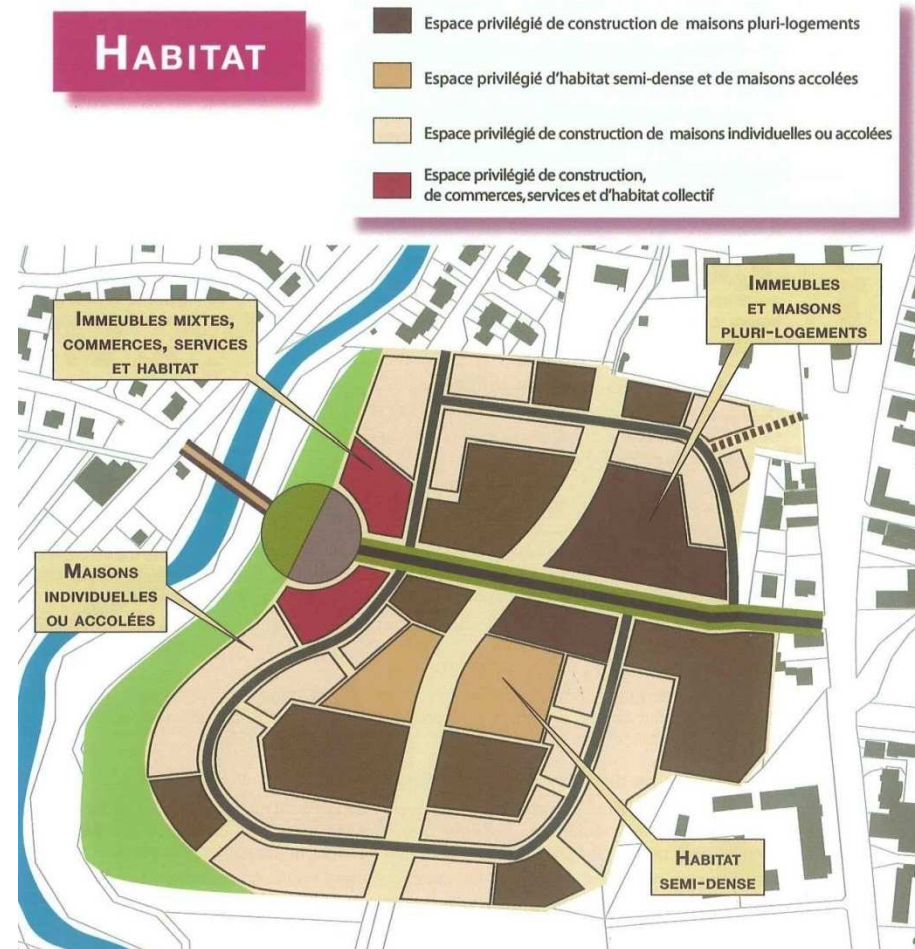 HABITAT
Espace privilégié de construction de maisons pluri-logements
Espace privilégié d'habitat semi-dense et de maisons accolées
Espace privilégié de construction de maisons individuelles ou accolées
Espace privilégié de construction,
de commerces,services et d'habitat collectif
IMMEUBLES MIXTES,
COMMERCES, SERVICES
ET HABITAT
IMMEUBLES
ET MAISONS
PLURI-LOGEMENTS
MAISONS
INDIVIDUELLES
OU ACCOLÉES
HABITAT
SEMI-DENSE